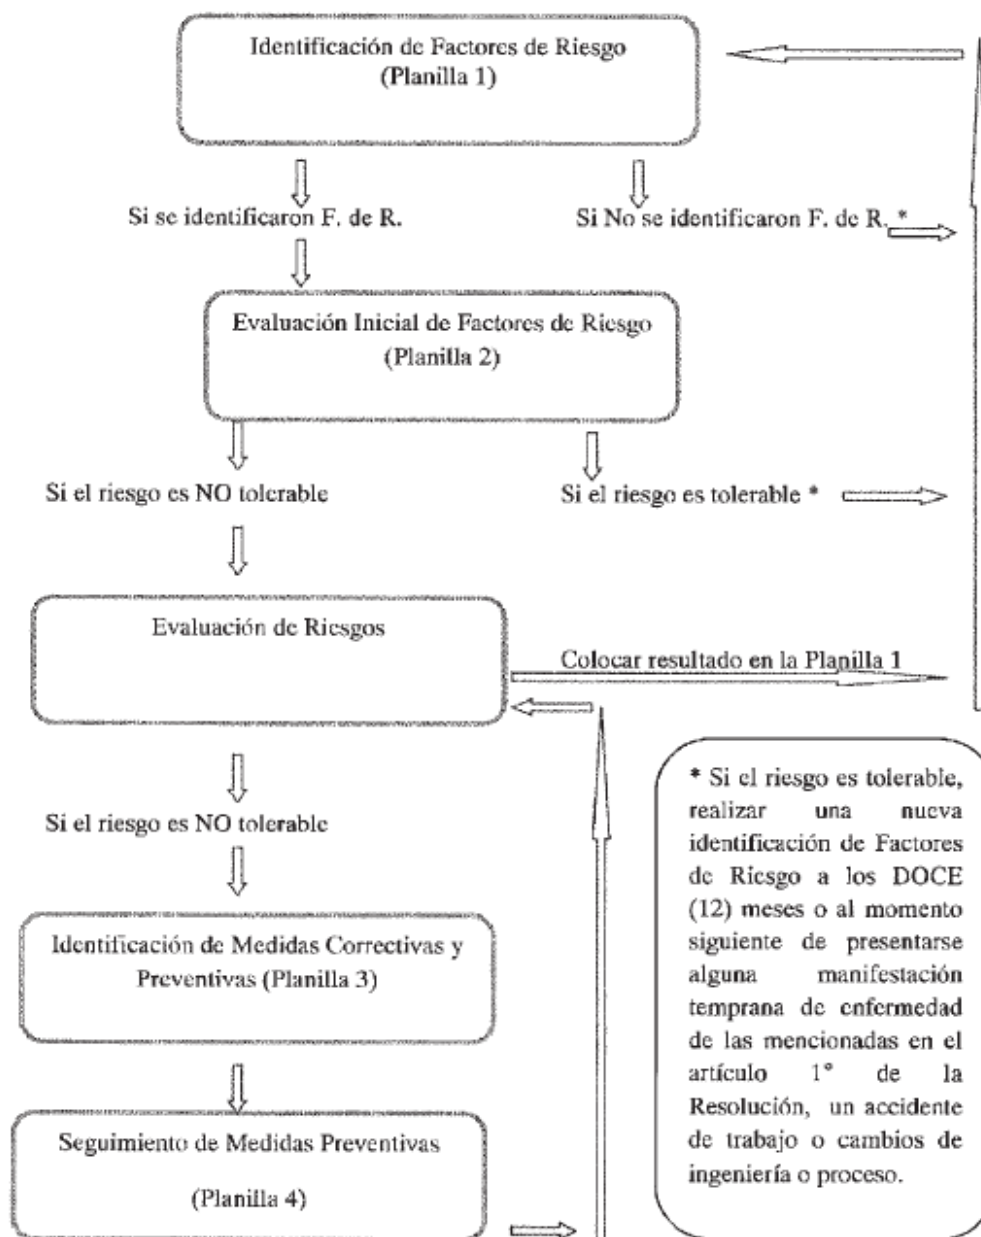 Identificación de Factores de Riesgo
(Planilla 1)
Si se identificaron F. de R.
Si No se identificaron F. de R. *
Evaluación Inicial de Factores de Riesgo
(Planilla 2)
Si el riesgo es NO tolerable
Si el riesgo es tolerable *
Evaluación de Riesgos
Colocar resultado en la Planilla 1
Si el riesgo es NO tolerable
Identificación de Medidas Correctivas y
Preventivas (Planilla 3)
Seguimiento de Medidas Preventivas
(Planilla 4)
* Si el riesgo es tolerable,
realizar una nueva
identificación de Factores
de Riesgo a los DOCE
(12) meses o al momento
siguiente de presentarse
alguna manifestación
temprana de enfermedad
de las mencionadas en el
artículo 1° de la
Resolución, un accidente
de trabajo o cambios de
ingeniería o proceso.